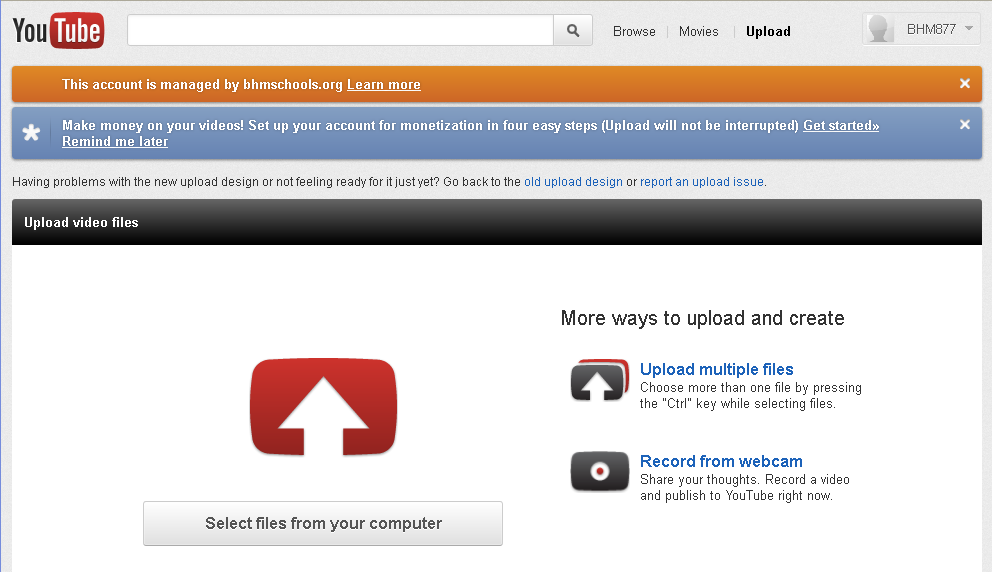 YouTube
Browse
Movies
Upload
BHM877
This account is managed by bhmschools.org Learn more
Make money on your videos! Set up your account for monetization in four easy steps (Upload will not be interrupted) Get started»
Remind me later
Having problems with the new upload design or not feeling ready for it just yet? Go back to the old upload design or report an upload issue.
Upload video files
More ways to upload and create
Upload multiple files
Choose more than one file by pressing
the "Ctrl" key while selecting files.
Record from webcam
Share your thoughts. Record a video
and publish to YouTube right now.
Select files from your computer